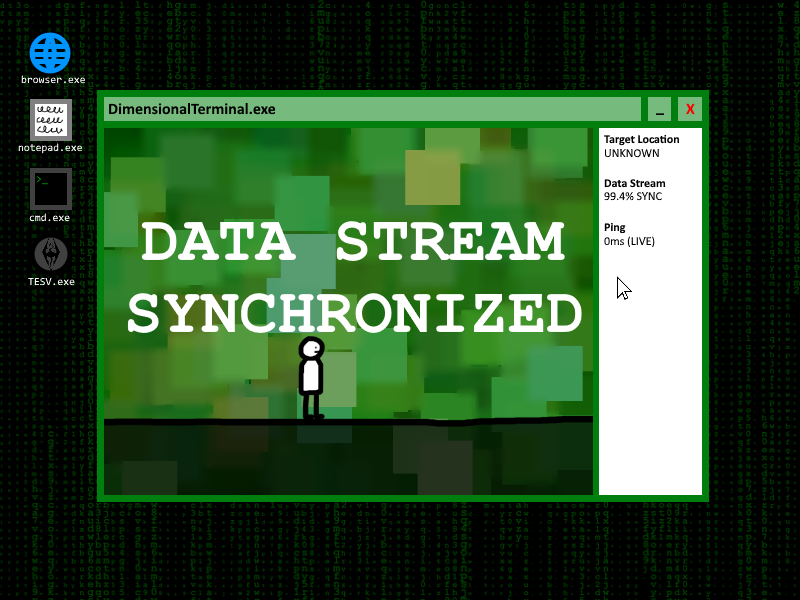 browser.exe
notepad.exe
>_
cmd.exe
TESV.exe
DimensionalTerminal.exe
_
X
DATA STREAM
SYNCHRONIZED
Target Location
UNKNOWN
Data Stream
99.4% SYNC
Ping
0ms (LIVE)